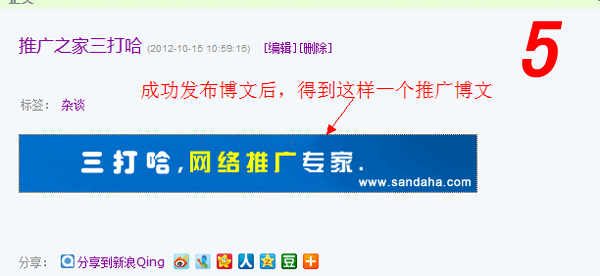 5
推广之家三打哈 (2012-10-15 10:59:15) [编辑][删除]
成功发布博文后，得到这样一个推广博文
标签： 杂谈
三打哈,网络推广专家.
www.sandaha.com
分享： 分享到新浪Qing 人 豆